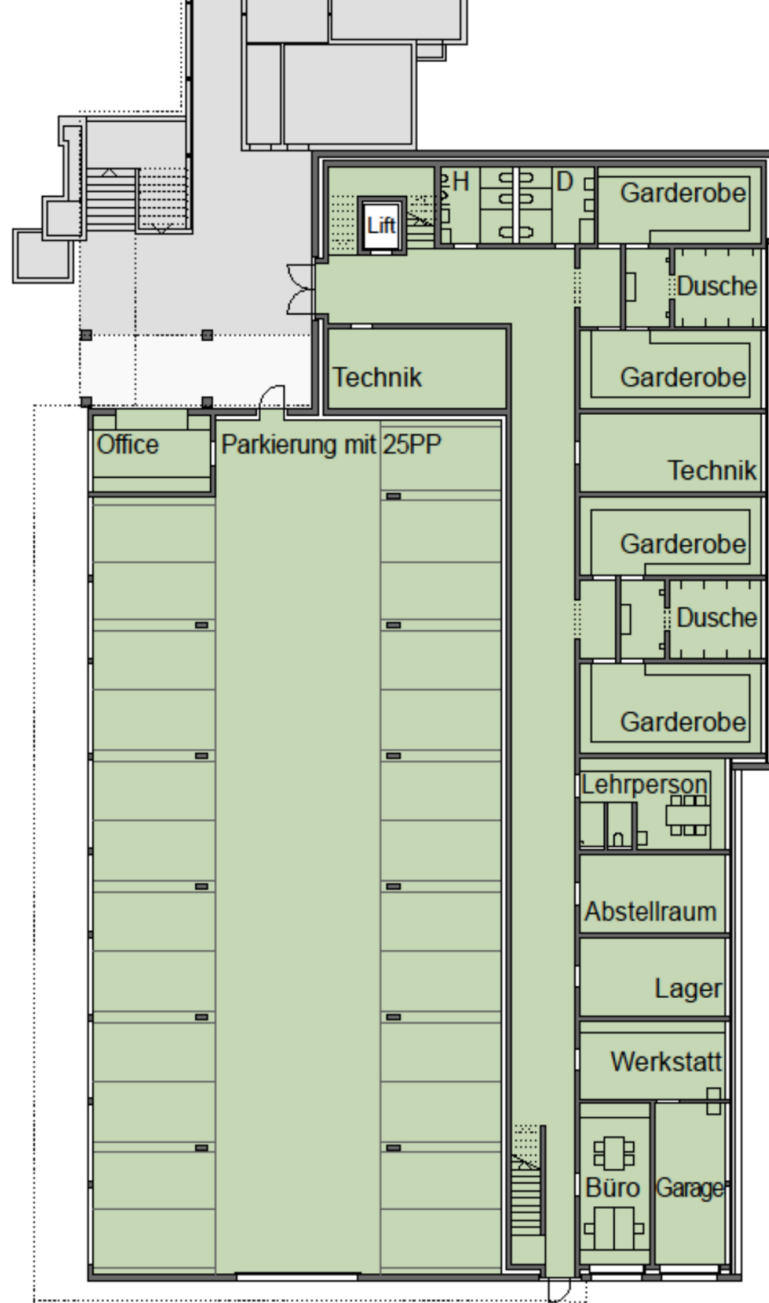 H
D
Garderobe
Lift
Dusche
Technik
Garderobe
Office
Parkierung mit 25PP
Technik
Garderobe
Dusche
Garderobe
Lehrperson
Abstellraum
Lager
Werkstatt
Büro
Garage